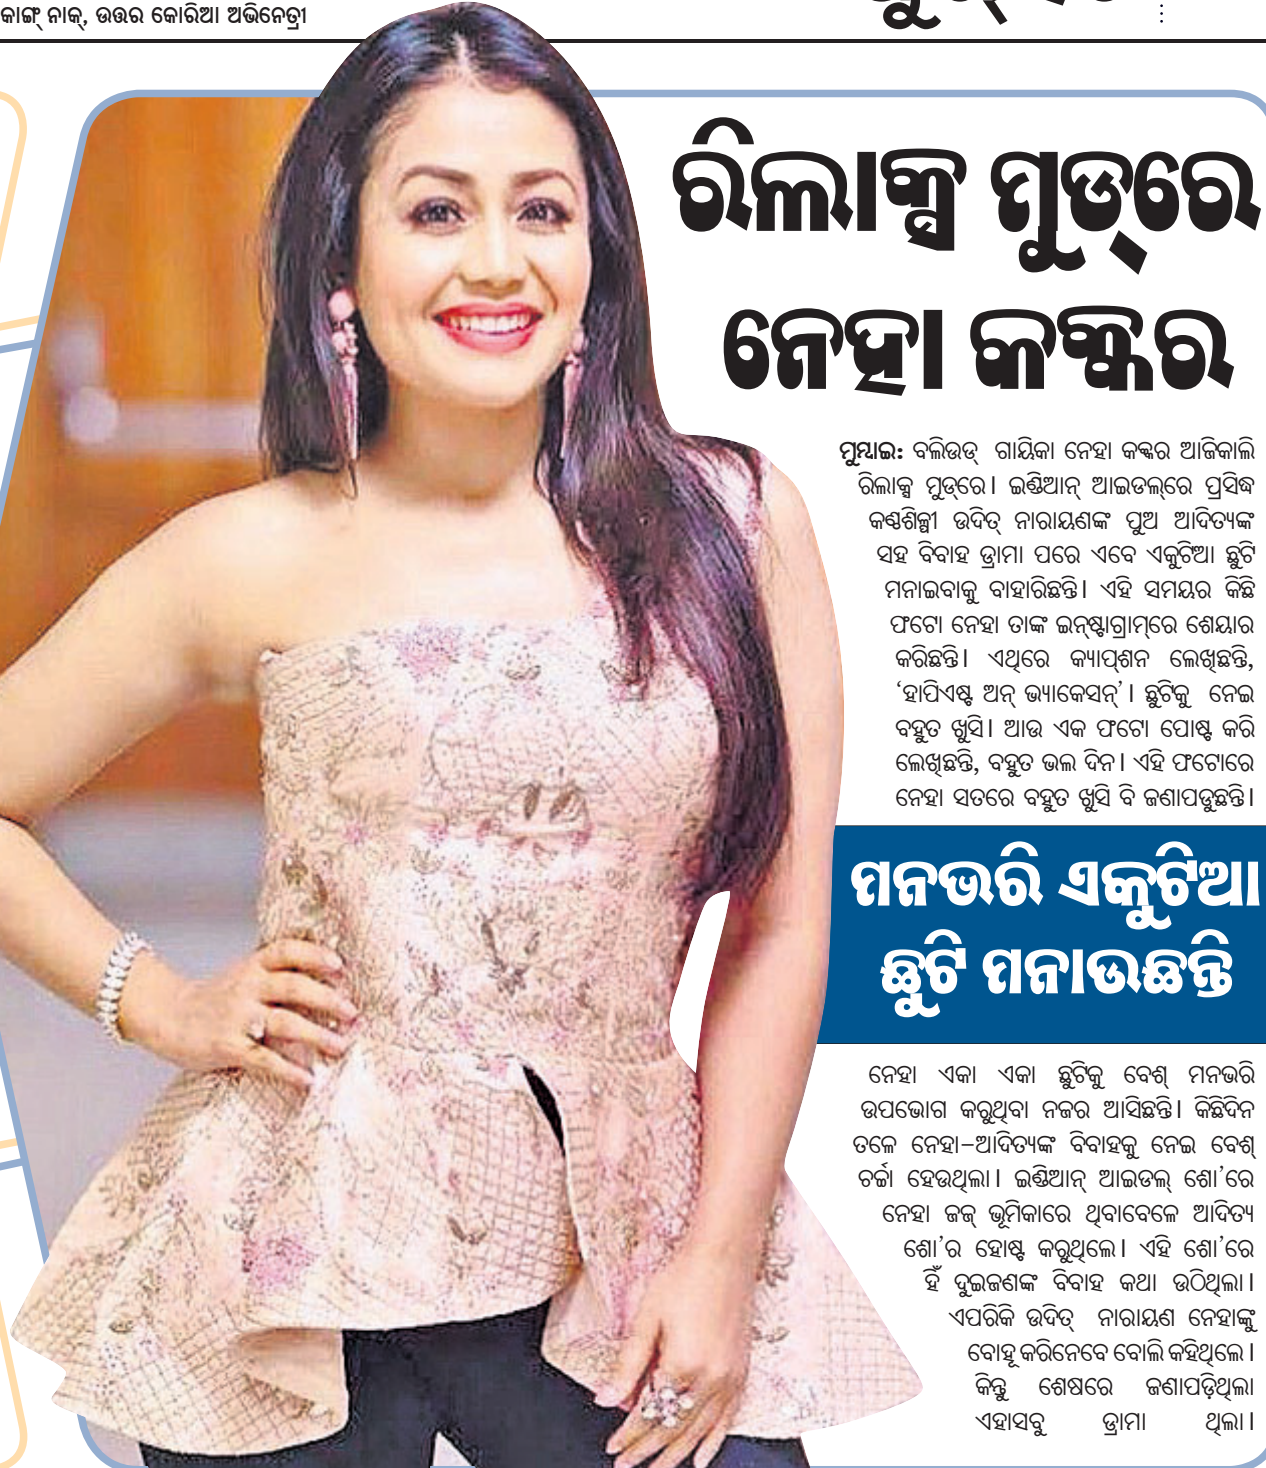 କାଙ୍ଗ୍ ନାକ୍, ଉତ୍ତର କୋରିଆ ଅଭିନେତ୍ରୀ
ରିଲାକ୍ସ ମୁଡ୍‌ରେ
ନେହା କକ୍କର
ମୁମ୍ବାଇ: ବଲିଉଡ୍ ଗାୟିକା ନେହା କକ୍କର ଆଜିକାଲି
ରିଲାକ୍ସ ମୁଡ୍‌ରେ। ଇଣ୍ଡିଆନ୍ ଆଇଡଲ୍‌ରେ ପ୍ରସିଦ୍ଧ
କଣ୍ଠଶିଳ୍ପୀ ଉଦିତ୍ ନାରାୟଣଙ୍କ ପୁଅ ଆଦିତ୍ୟଙ୍କ
ସହ ବିବାହ ଡ୍ରାମା ପରେ ଏବେ ଏକୁଟିଆ ଛୁଟି
ମନାଇବାକୁ ବାହାରିଛନ୍ତି। ଏହି ସମୟର କିଛି
ଫଟୋ ନେହା ତାଙ୍କ ଇନ୍‌ଷ୍ଟାଗ୍ରାମ୍‌ରେ ଶେୟାର
କରିଛନ୍ତି। ଏଥିରେ କ୍ୟାପ୍‌ଶନ ଲେଖିଛନ୍ତି,
‘ହାପିଏଷ୍ଟ ଅନ୍ ଭ୍ୟାକେସନ୍’। ଛୁଟିକୁ ନେଇ
ବହୁତ ଖୁସି। ଆଉ ଏକ ଫଟୋ ପୋଷ୍ଟ କରି
ଲେଖିଛନ୍ତି, ବହୁତ ଭଲ ଦିନ। ଏହି ଫଟୋରେ
ନେହା ସତରେ ବହୁତ ଖୁସି ବି ଜଣାପଡୁଛନ୍ତି।
ମନଭରି ଏକୁଟିଆ
ଛୁଟି ମନାଉଛନ୍ତି
ନେହା ଏକା ଏକା ଛୁଟିକୁ ବେଶ୍ ମନଭରି
ଉପଭୋଗ କରୁଥିବା ନଜର ଆସିଛନ୍ତି। କିଛିଦିନ
ତଳେ ନେହା-ଆଦିତ୍ୟଙ୍କ ବିବାହକୁ ନେଇ ବେଶ୍
ଚର୍ଚ୍ଚା ହେଉଥିଲା। ଇଣ୍ଡିଆନ୍ ଆଇଡଲ୍ ଶୋ’ରେ
ନେହା ଜଜ୍ ଭୂମିକାରେ ଥିବାବେଳେ ଆଦିତ୍ୟ
ଶୋ’ର ହୋଷ୍ଟ କରୁଥିଲେ। ଏହି ଶୋ’ରେ
ହିଁ ଦୁଇଜଣଙ୍କ ବିବାହ କଥା ଉଠିଥିଲା।
ଏପରିକି ଉଦିତ୍ ନାରାୟଣ ନେହାଙ୍କୁ
ବୋହୂ କରିନେବେ ବୋଲି କହିଥିଲେ।
କିନ୍ତୁ ଶେଷରେ ଜଣାପଡ଼ିଥିଲା
ଏହାସବୁ ଡ୍ରାମା ଥିଲା।